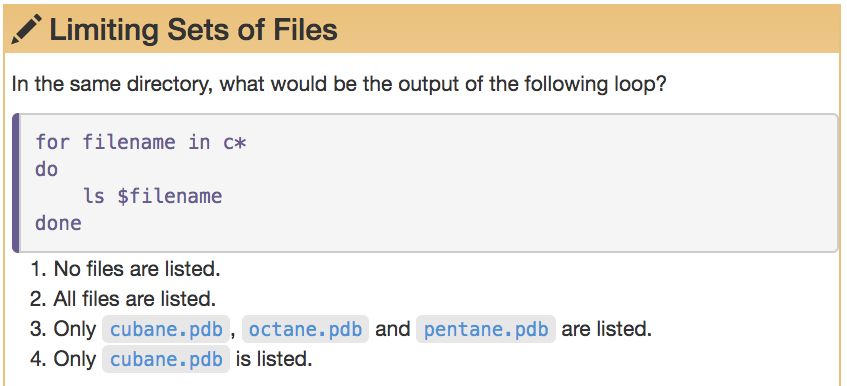 Limiting Sets of Files
In the same directory, what would be the output of the following loop?
for filename in c*
do
    ls $filename
done
1. No files are listed.
2. All files are listed.
3. Only cubane.pdb , octane.pdb and pentane.pdb are listed.
4. Only cubane.pdb is listed.